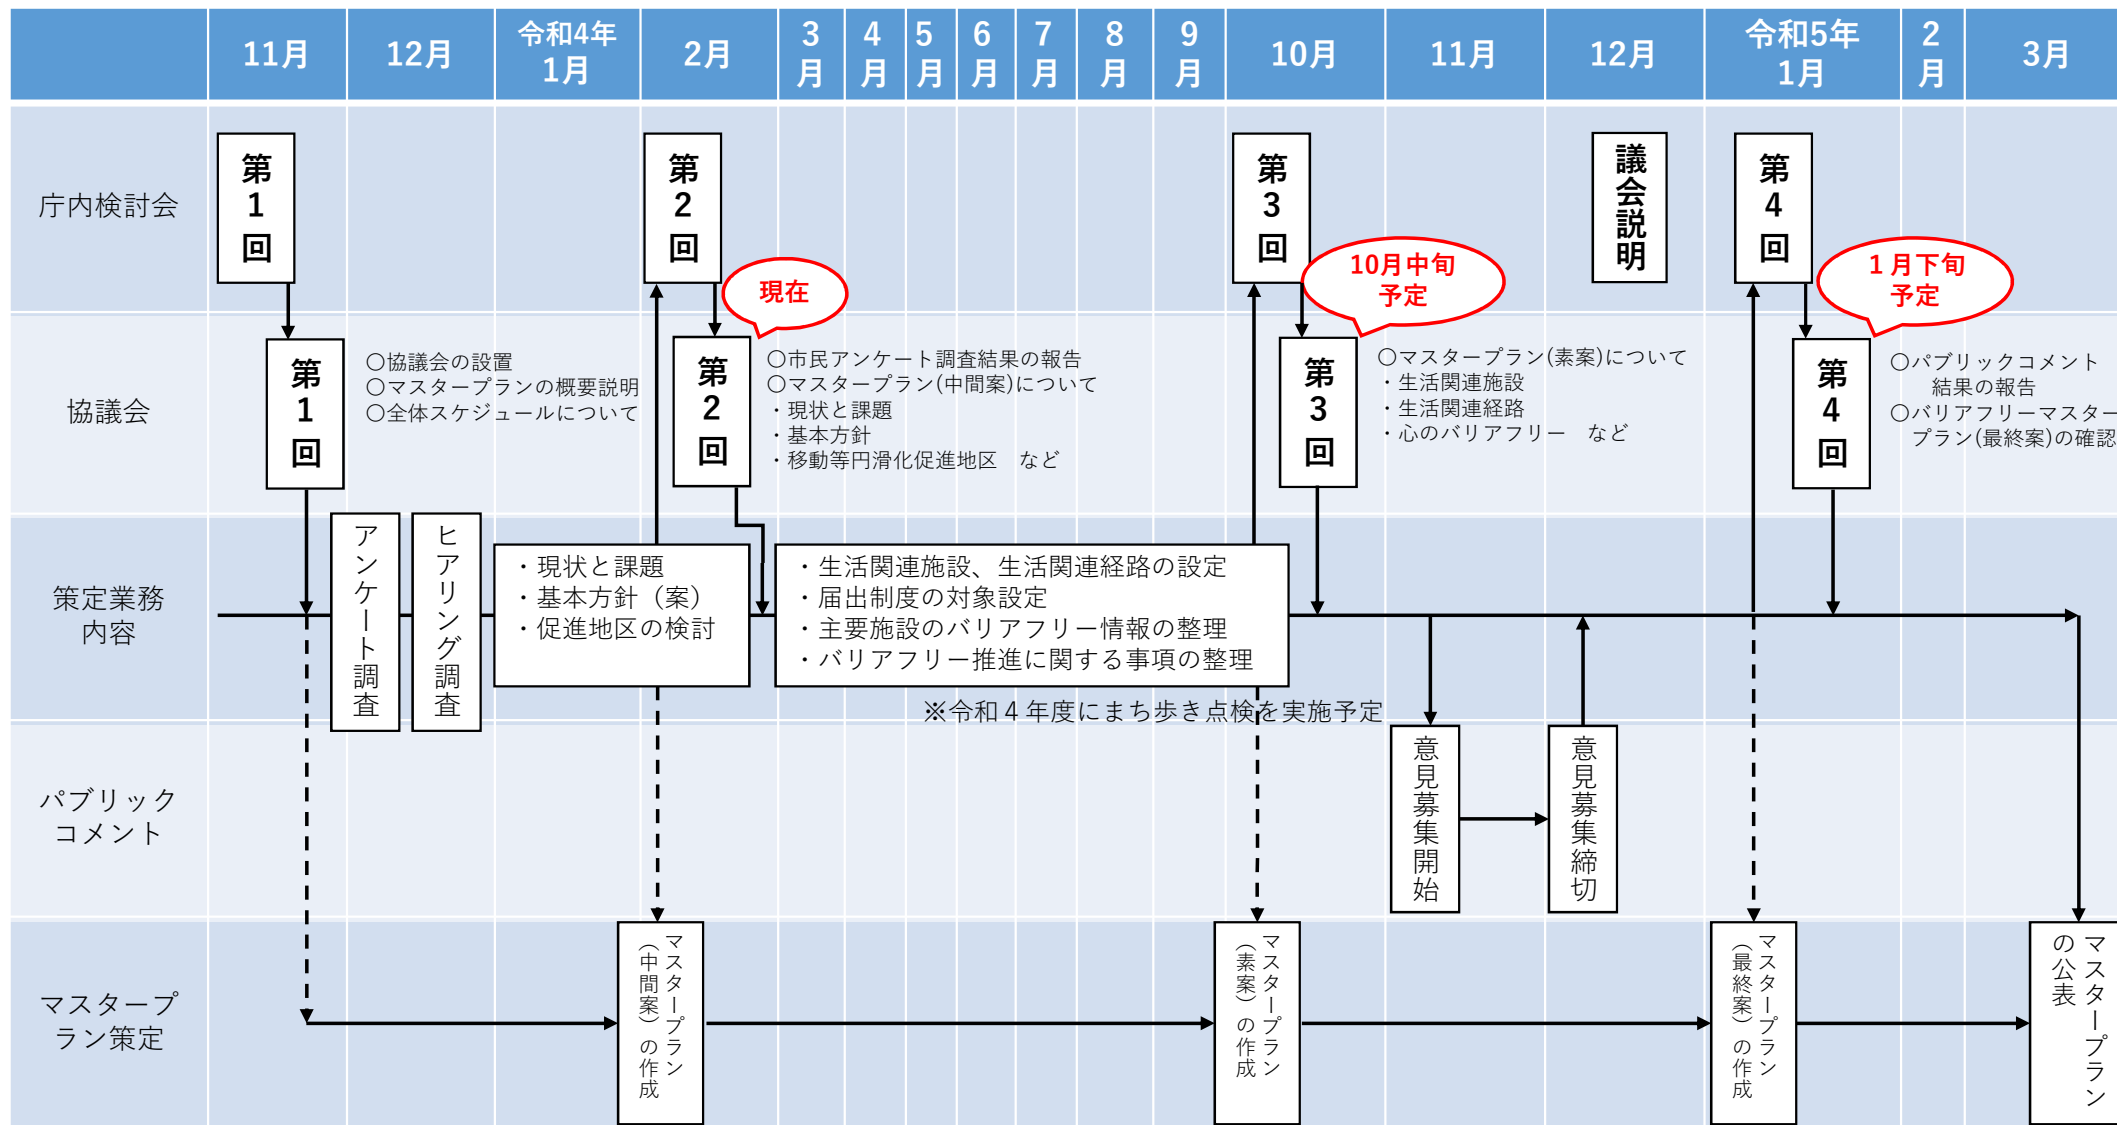 11月
12月
令和4年
1月
2月
3
月
4
月
5
月
6
月
7
月
8
月
9
月
10月
11月
12月
令和5年
1月
2
月
3月
庁内検討会
第1回
第2回
第3回
議会説明
第4回
現在
10月中旬
予定
１月下旬
予定
協議会
第1回
〇協議会の設置
〇マスタープランの概要説明
〇全体スケジュールについて
第2回
〇市民アンケート調査結果の報告
〇マスタープラン(中間案)について
・現状と課題
・基本方針
・移動等円滑化促進地区　など
第3回
〇マスタープラン(素案)について
・生活関連施設
・生活関連経路
・心のバリアフリー　など
第4回
〇パブリックコメント
結果の報告
〇バリアフリーマスター
プラン(最終案)の確認
策定業務
内容
アンケート調査
ヒアリング調査
・現状と課題
・基本方針（案）
・促進地区の検討
・生活関連施設、生活関連経路の設定
・届出制度の対象設定
・主要施設のバリアフリー情報の整理
・バリアフリー推進に関する事項の整理
※令和４年度にまち歩き点検を実施予定
パブリック
コメント
意見募集開始
意見募集締切
マスタープ
ラン策定
マスタープラン
（中間案）の作成
マスタープラン
（素案）の作成
マスタープラン
（最終案）の作成
マスタープラン
の公表